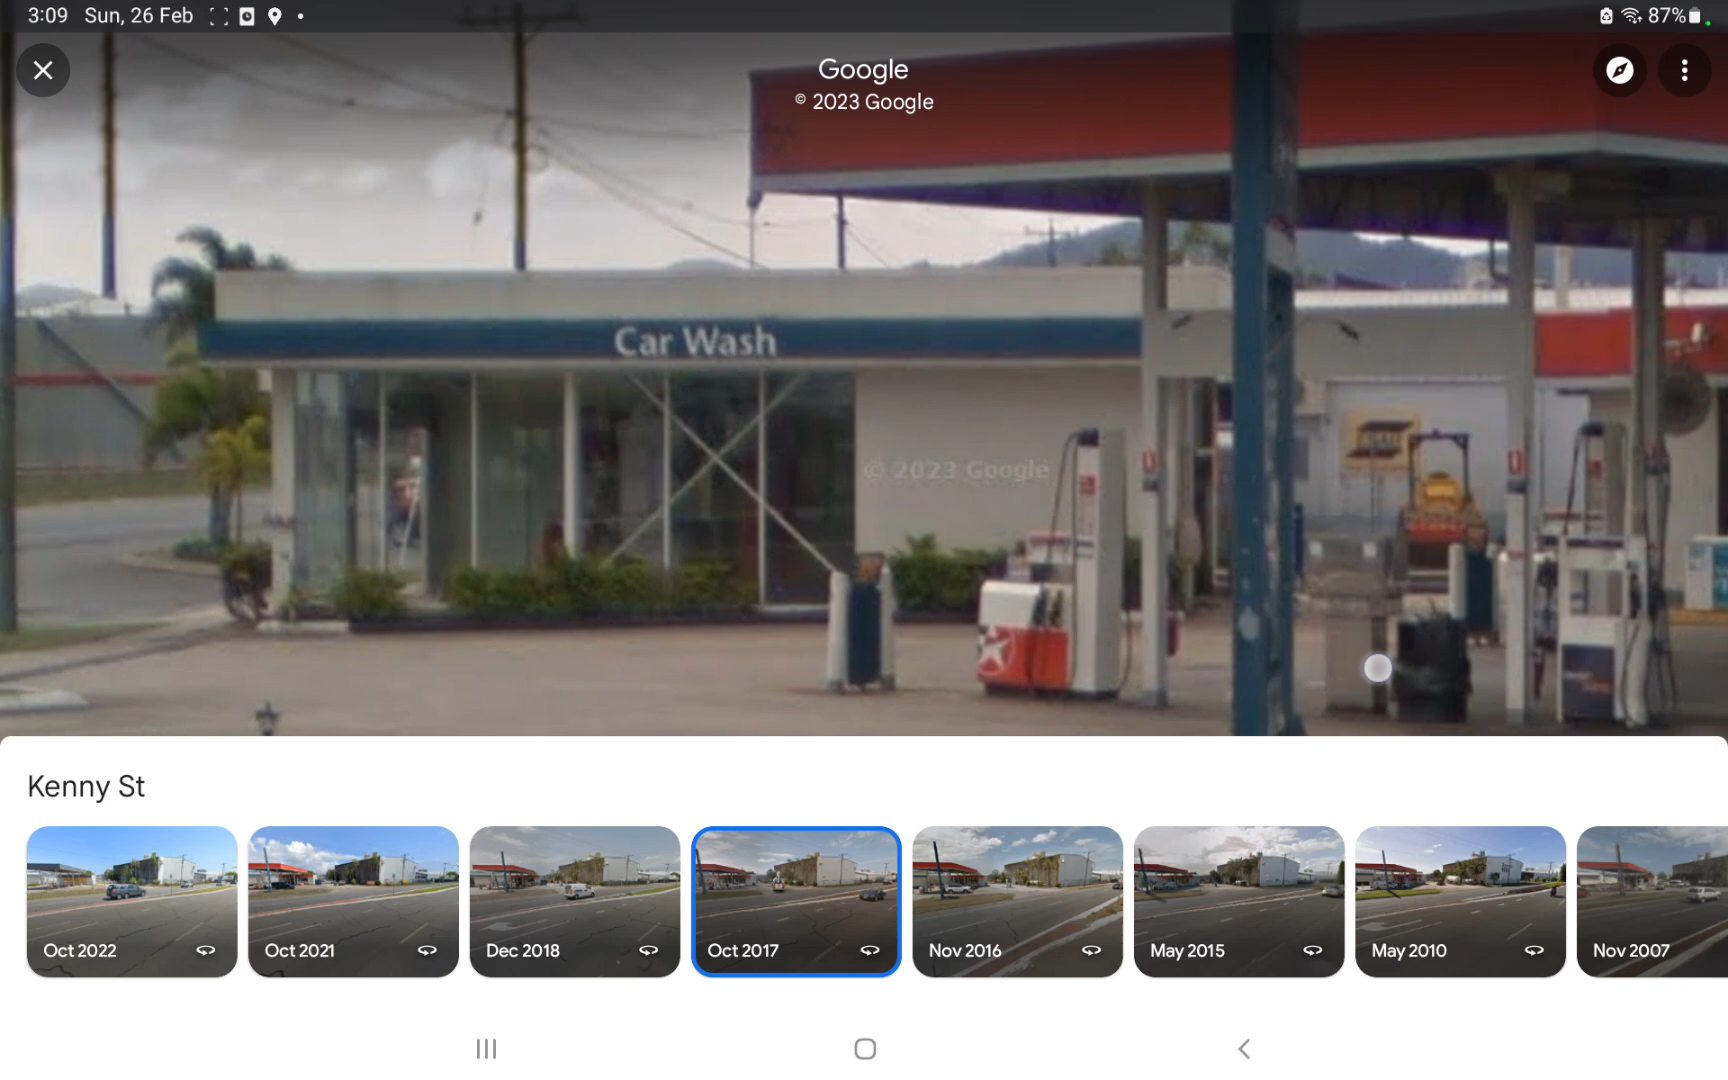 3:09 Sun, 26 Feb
87%
Google
© 2023 Google
Car Wash
© 2023 Google
Kenny St
Oct 2022
Oct 2021
Dec 2018
Oct 2017
Nov 2016
May 2015
May 2010
Nov 2007